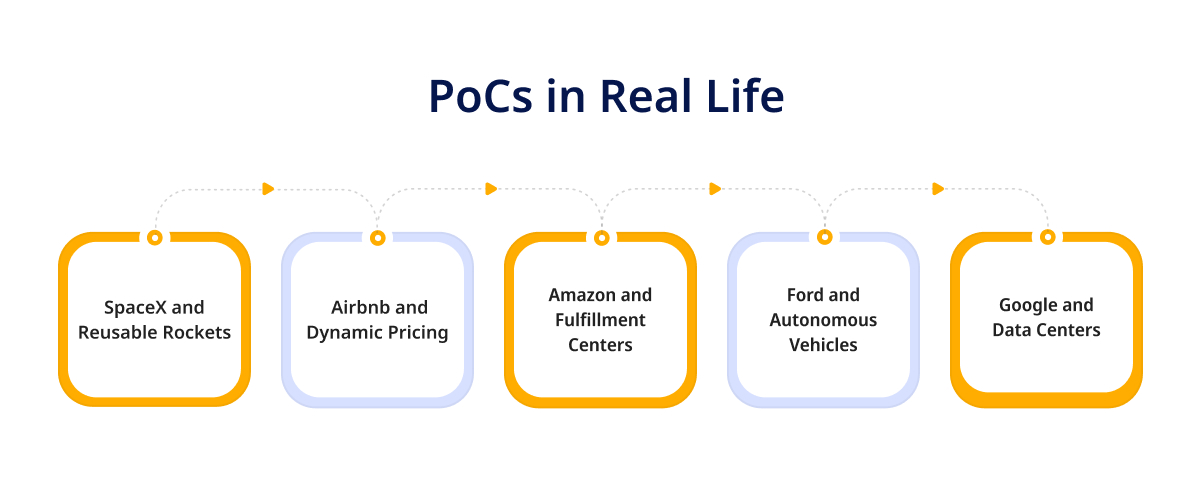 PoCs in Real Life
SpaceX and
Reusable Rockets
Airbnb and
Dynamic Pricing
Amazon and
Fulfillment
Centers
Ford and
Autonomous
Vehicles
Google and
Data Centers